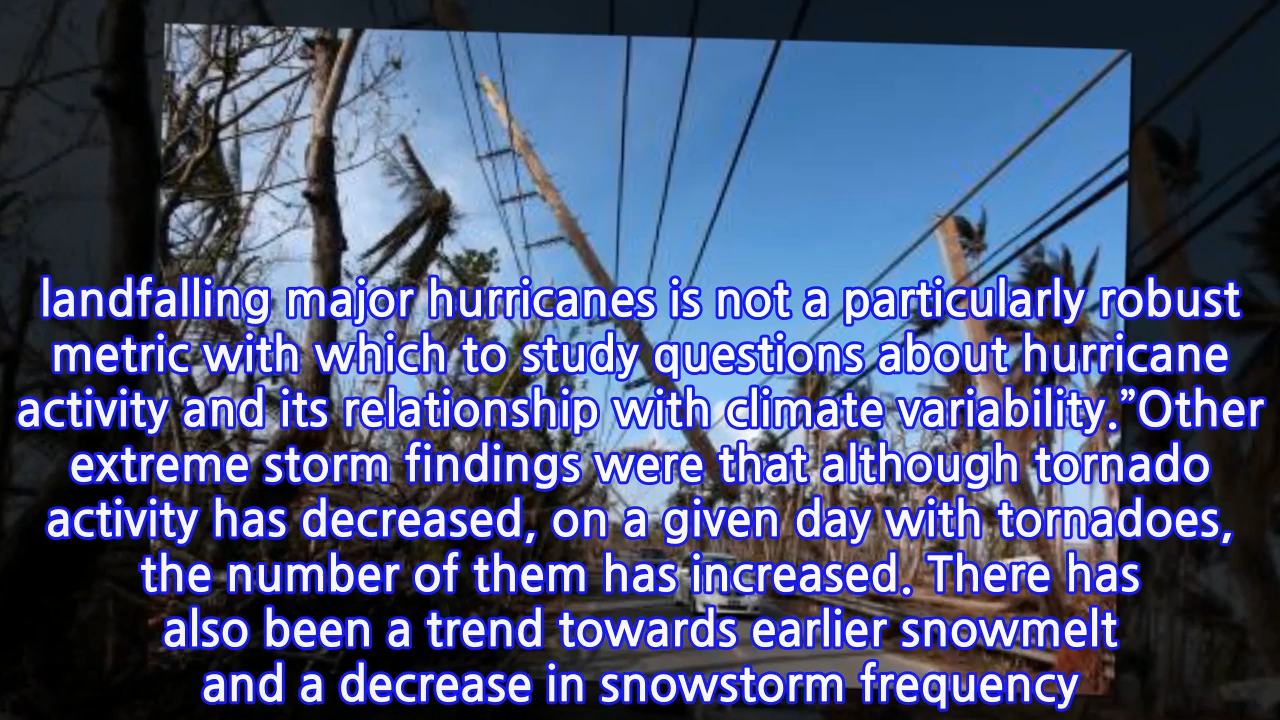 landfalling major hurricanes is not a particularly robust
metric with which to study questions about hurricane
activity and its relationship with climate variability.”Other
extreme storm findings were that although tornado
activity has decreased, on a given day with tornadoes,
the number of them has increased. There has
also been a trend towards earlier snowmelt
and a decrease in snowstorm frequency